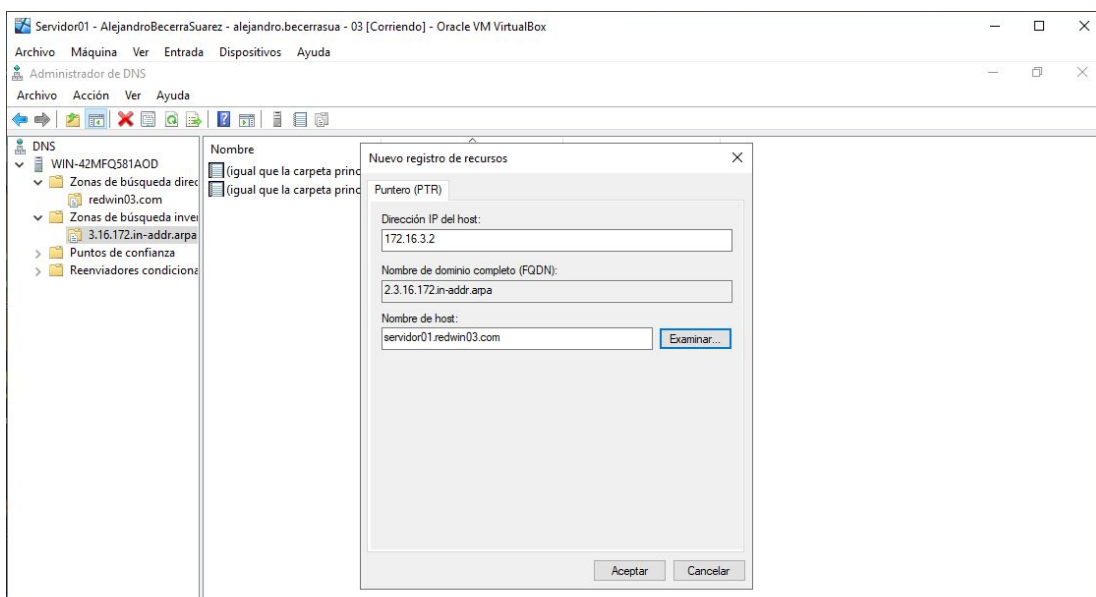 Servidor01 - AlejandroBecerraSuarez - alejandro.becerrasua - 03 [Corriendo] - Oracle VM VirtualBox
Archivo Máquina Ver Entrada Dispositivos Ayuda
Administrador de DNS
Archivo Acción Ver Ayuda
DNS
WIN-42MFQ581AOD
Zonas de búsqueda direc
redwin03.com
Zonas de búsqueda inver
3.16.172.in-addr.arpa
Puntos de confianza
Reenviadores condiciona
Nombre
(igual que la carpeta princ
(igual que la carpeta princ
Nuevo registro de recursos
Puntero (PTR)
Dirección IP del host:
172.16.3.2
Nombre de dominio completo (FQDN):
2.3.16.172.in-addr.arpa
Nombre de host:
servidor01.redwin03.com
Examinar...
Aceptar Cancelar